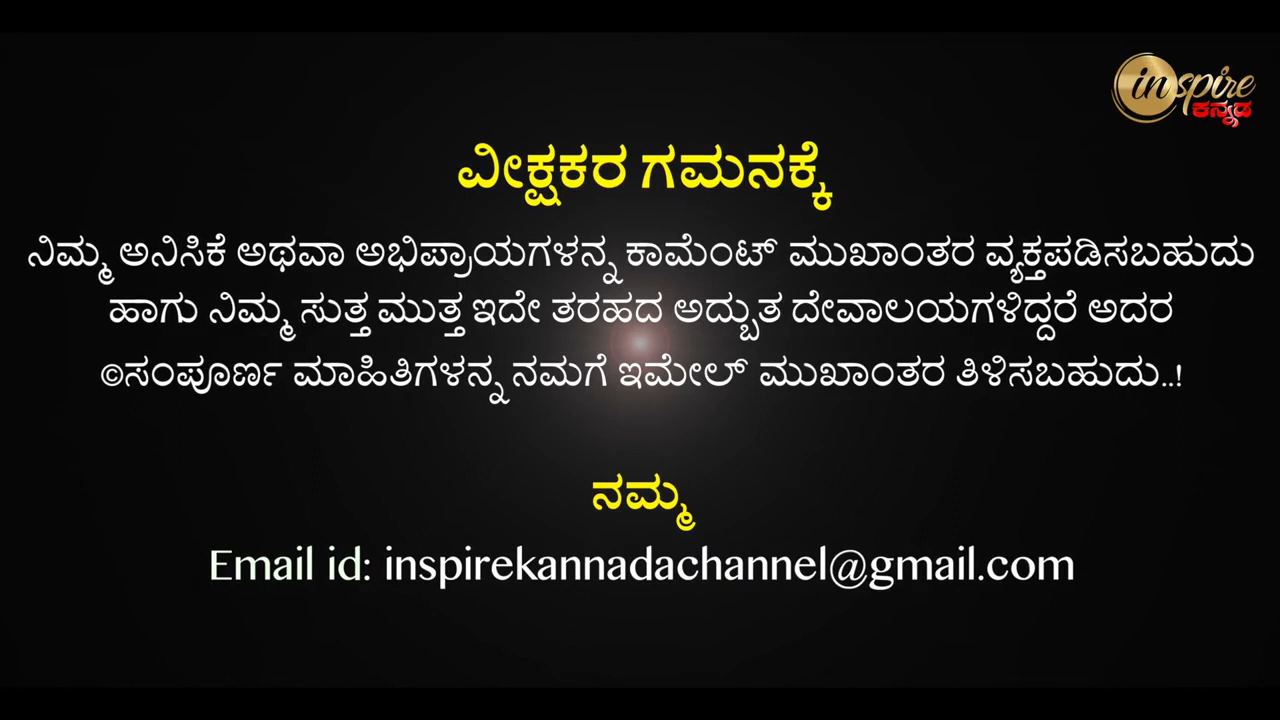 inspire
ಕನ್ನಡ
ವೀಕ್ಷಕರ ಗಮನಕ್ಕೆ
ನಿಮ್ಮ ಅನಿಸಿಕೆ ಅಥವಾ ಅಭಿಪ್ರಾಯಗಳನ್ನ ಕಾಮೆಂಟ್ ಮುಖಾಂತರ ವ್ಯಕ್ತಪಡಿಸಬಹುದು
ಹಾಗು ನಿಮ್ಮ ಸುತ್ತ ಮುತ್ತ ಇದೇ ತರಹದ ಅದ್ಬುತ ದೇವಾಲಯಗಳಿದ್ದರೆ ಅದರ
©ಸಂಪೂರ್ಣ ಮಾಹಿತಿಗಳನ್ನ ನಮಗೆ ಇಮೇಲ್ ಮುಖಾಂತರ ತಿಳಿಸಬಹುದು..!
ನಮ್ಮ
Email id: inspirekannadachannel@gmail.com